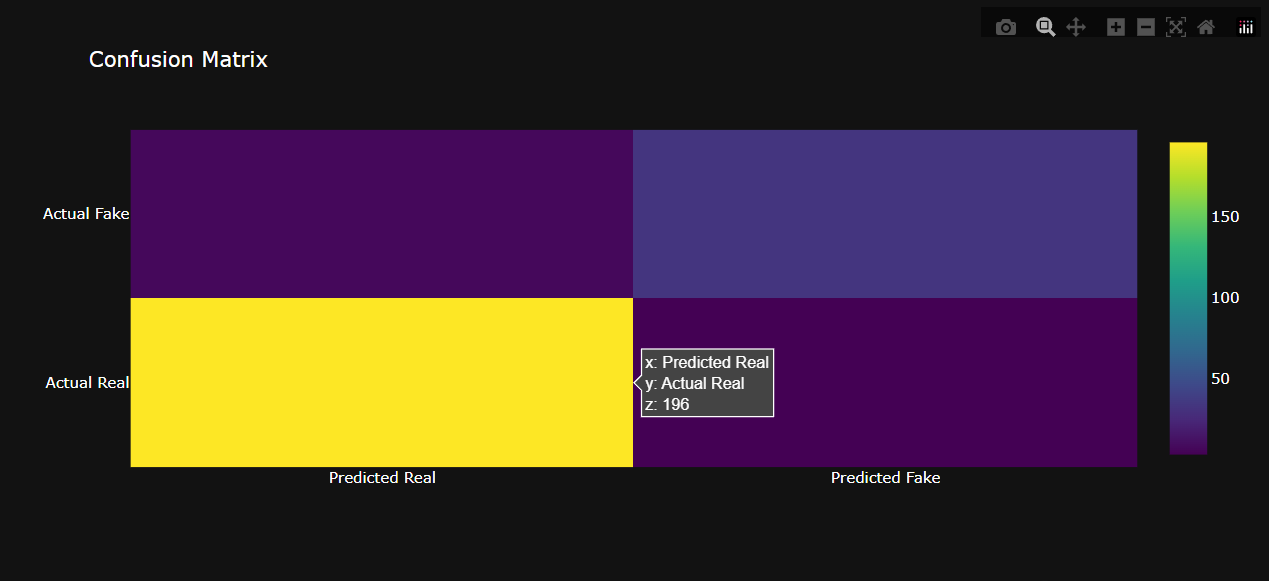 Confusion Matrix
Actual Fake
Actual Real
x: Predicted Real
y: Actual Real
z: 196
Predicted Real
Predicted Fake
150
100
50